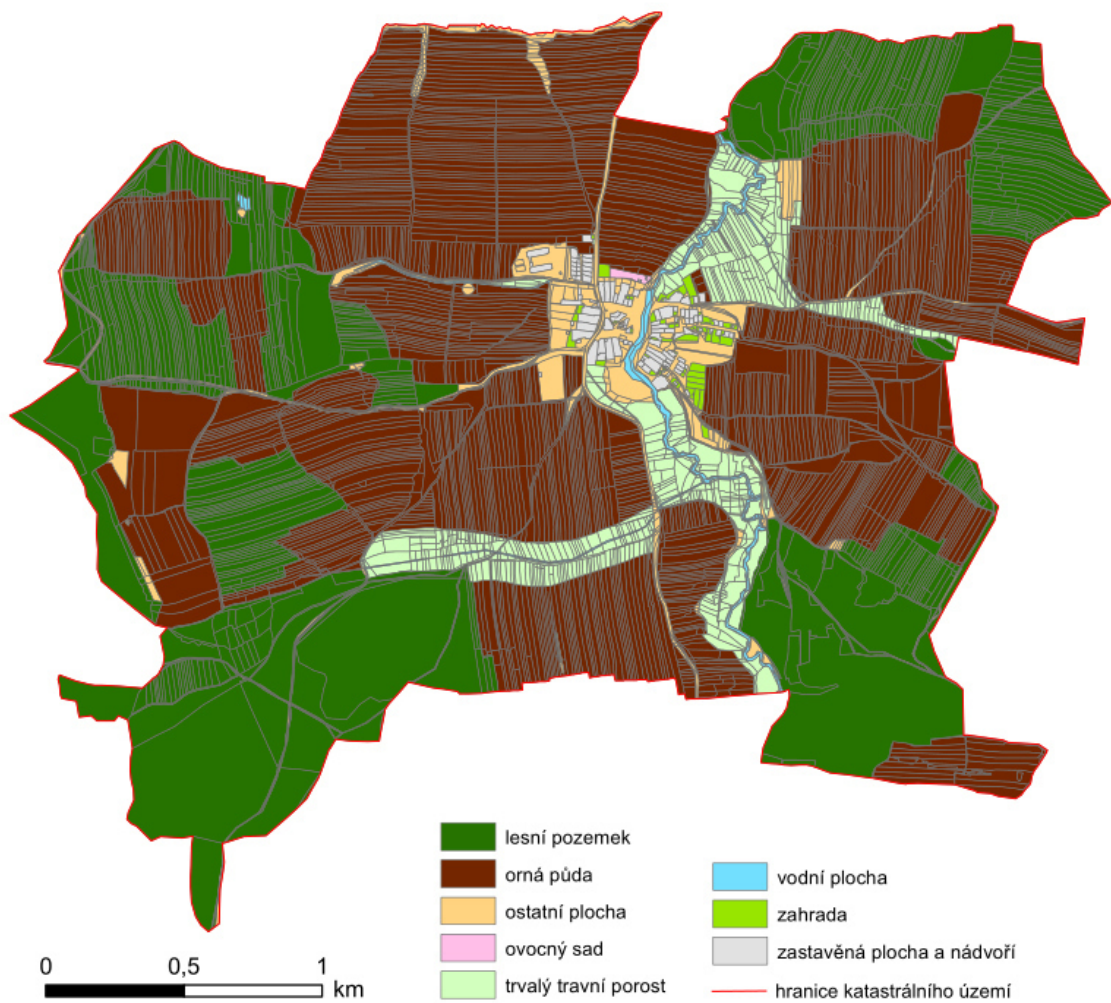 lesní pozemek
orná půda
ostatní plocha
ovocný sad
trvalý travní porost
vodní plocha
zahrada
zastavěná plocha a nádvoří
hranice katastrálního území
0 0,5 1
km